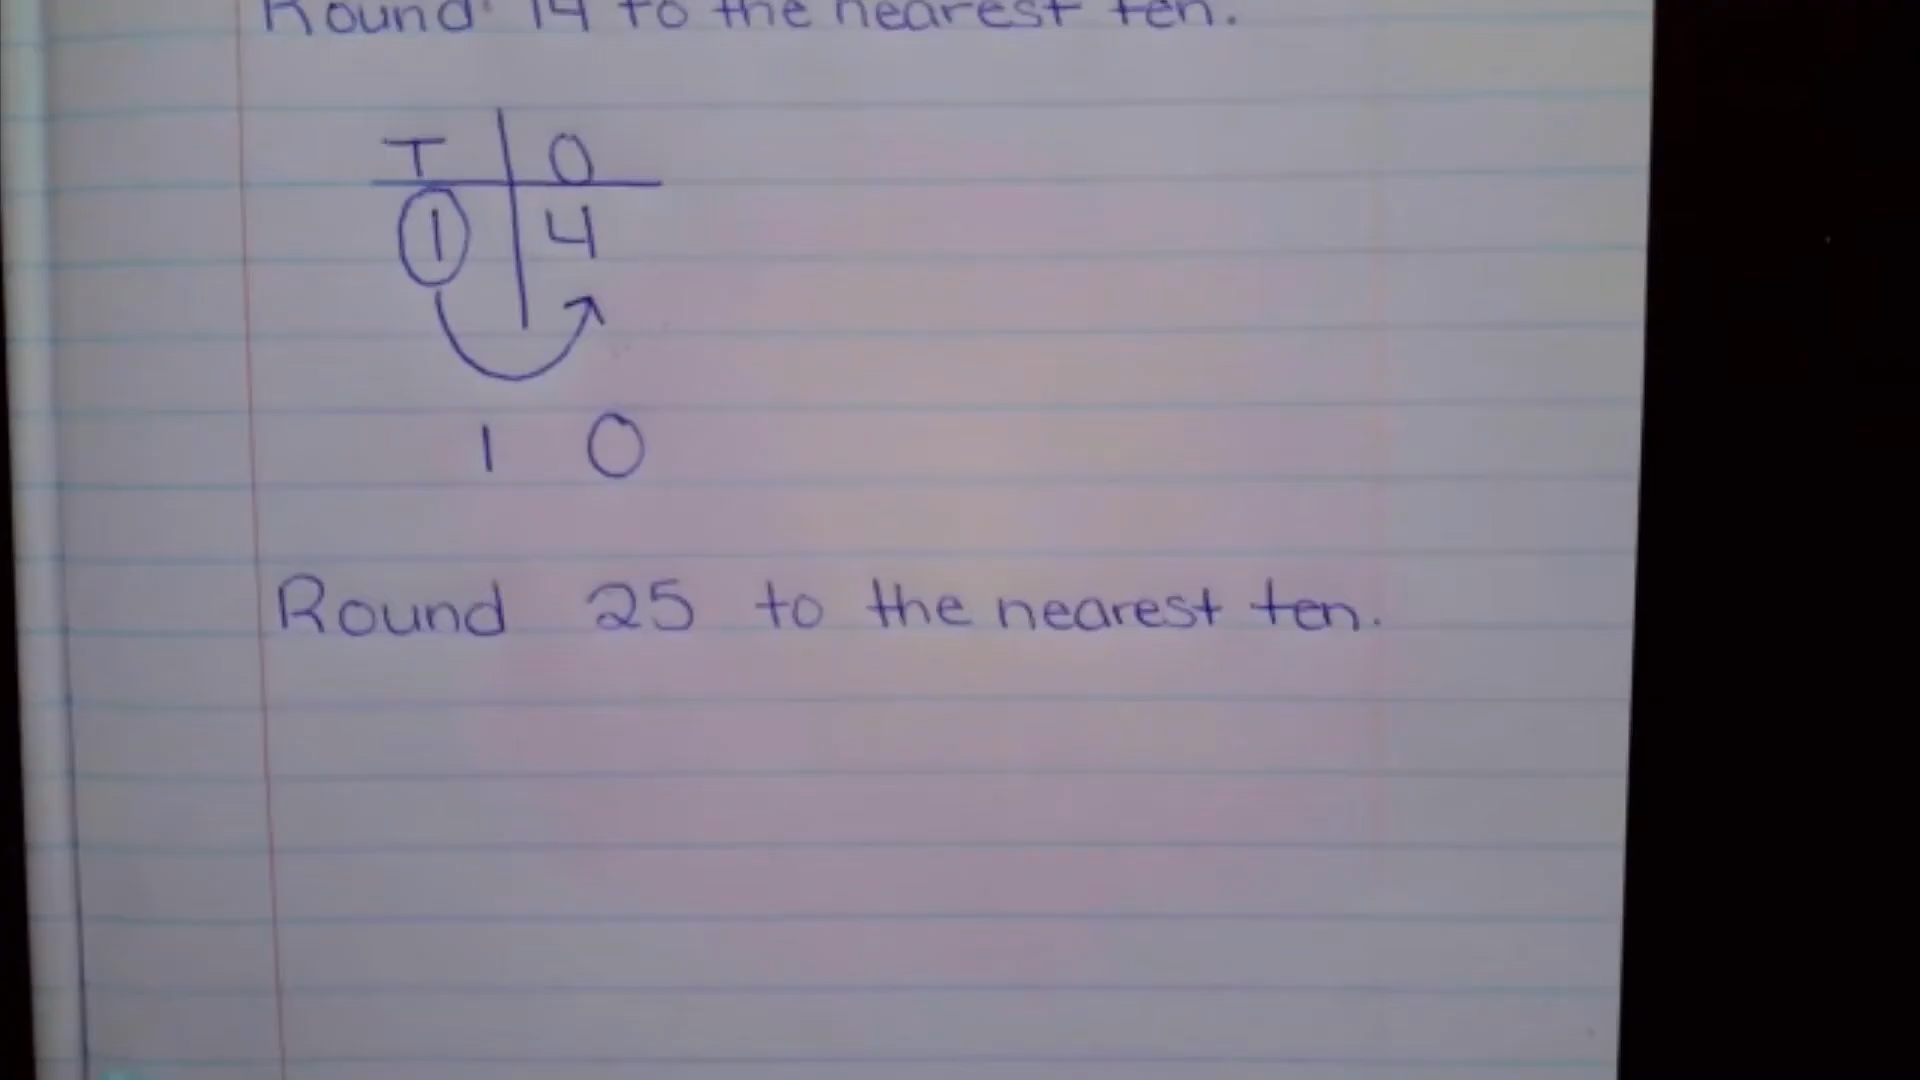 Round 14 to the nearest ten.
T O
1 4
1 0
Round 25 to the nearest ten.